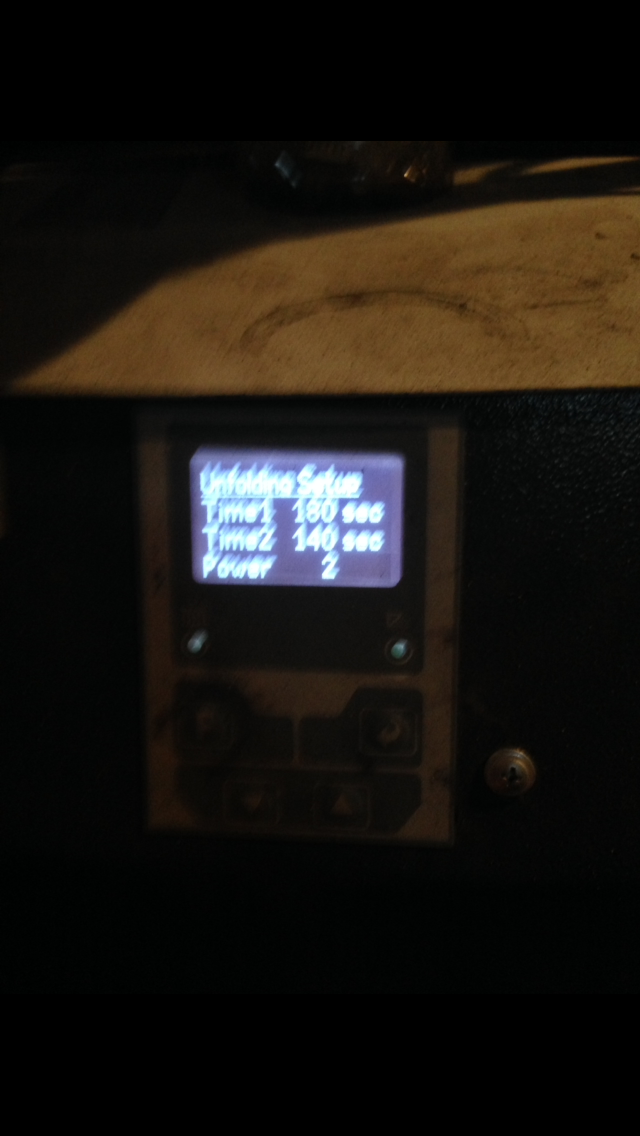 Unfolding Setup
Time1 180 sec
Time2 140 sec
Power 2